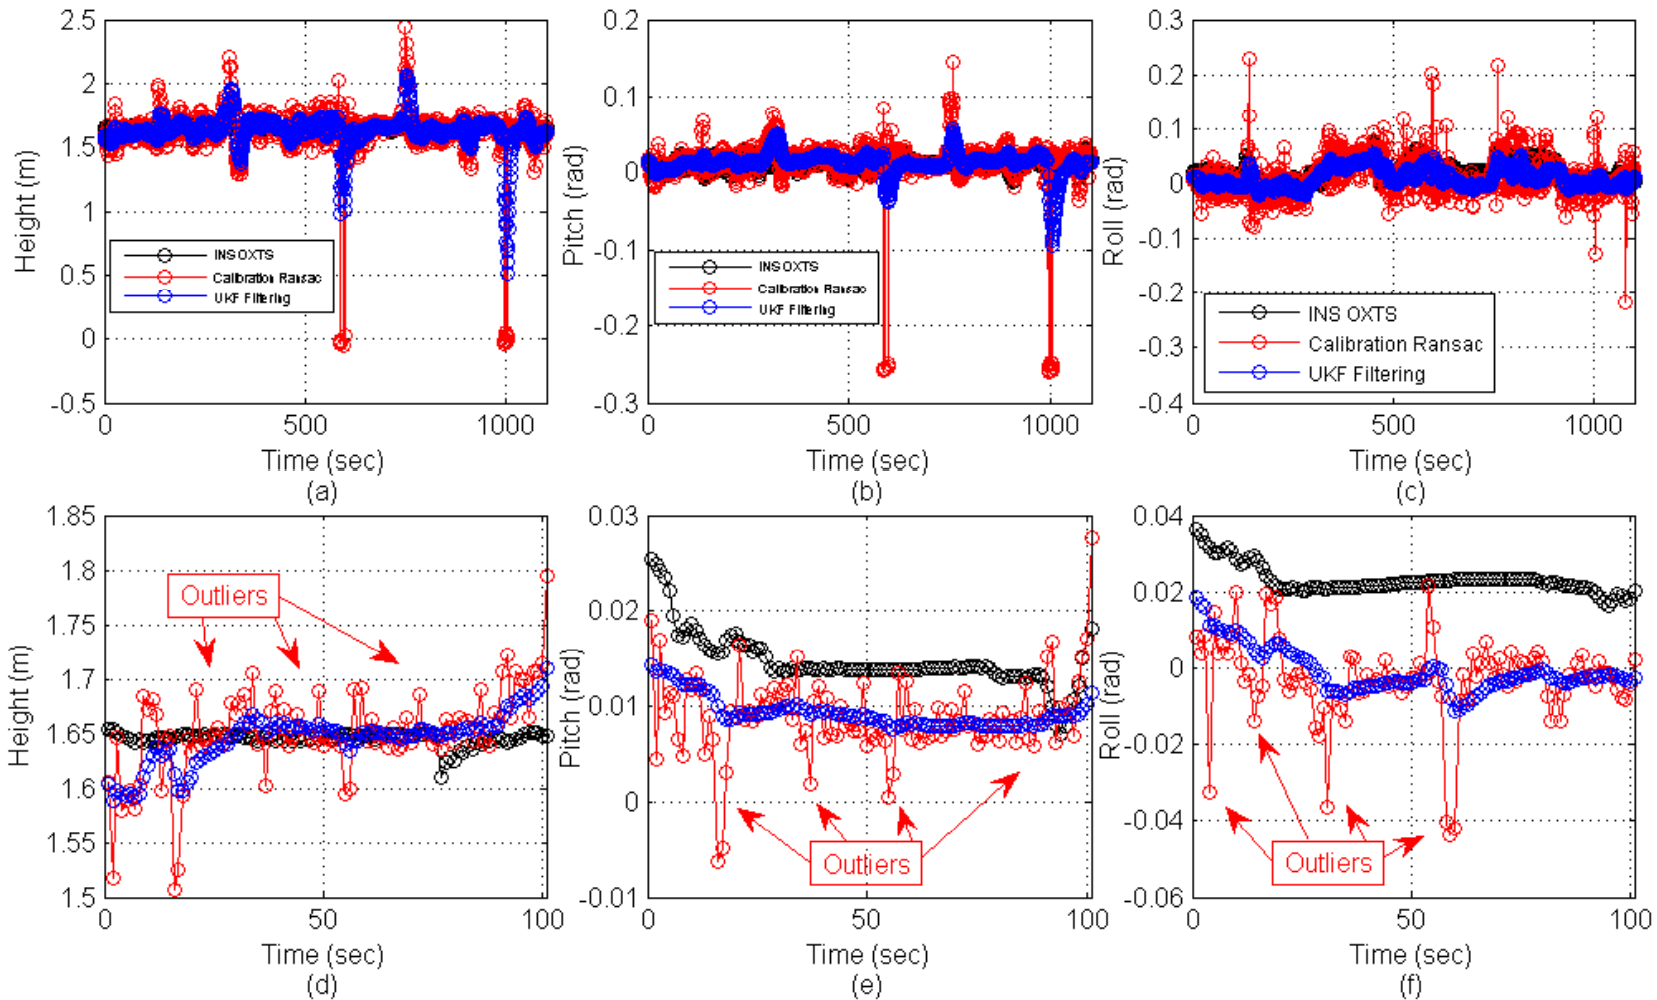 2.5
2
1.5
1
0.5
0
-0.5
Height (m)
INS OXTS
Calibration Ransac
UKF Filtering
0
500
1000
Time (sec)
(a)
0.2
0.1
0
-0.1
-0.2
-0.3
Pitch (rad)
INS OXTS
Calibration Ransac
UKF Filtering
0
500
1000
Time (sec)
(b)
0.3
0.2
0.1
0
-0.1
-0.2
-0.3
-0.4
Roll (rad)
INS OXTS
Calibration Ransac
UKF Filtering
0
500
1000
Time (sec)
(c)
1.85
1.8
1.75
1.7
1.65
1.6
1.55
1.5
Height (m)
Outliers
0
50
100
Time (sec)
(d)
0.03
0.02
0.01
0
-0.01
Pitch (rad)
Outliers
0
50
100
Time (sec)
(e)
0.04
0.02
0
-0.02
-0.04
-0.06
Roll (rad)
Outliers
0
50
100
Time (sec)
(f)